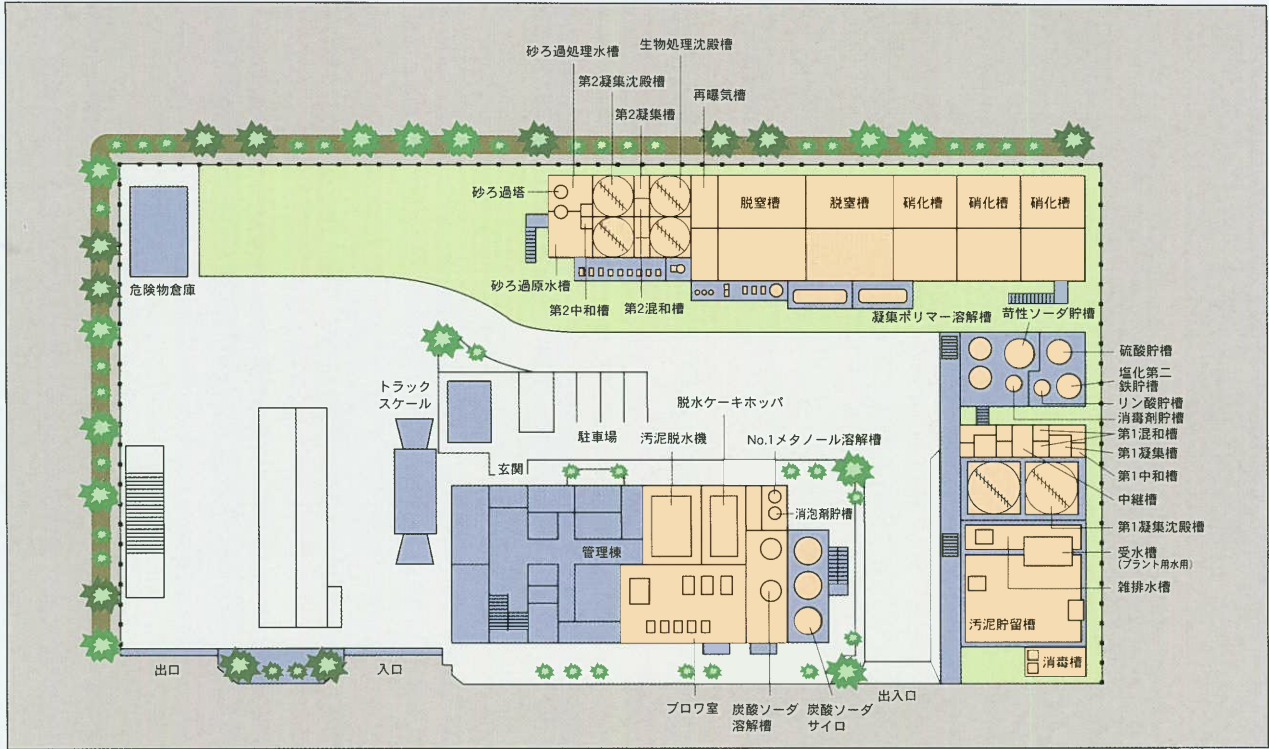 生物処理沈殿槽
砂ろ過処理水槽
第2凝集沈殿槽
再曝気槽
第2凝集槽
砂ろ過塔
脱窒槽
脱窒槽
硝化槽
硝化槽
硝化槽
危険物倉庫
砂ろ過原水槽
第2中和槽
第2混和槽
凝集ポリマー溶解槽
苛性ソーダ貯槽
硫酸貯槽
塩化第二
鉄貯槽
リン酸貯槽
消毒剤貯槽
第1混和槽
第1凝集槽
第1中和槽
中継槽
第1凝集沈殿槽
受水槽
(プラント用水用)
雑排水槽
汚泥貯留槽
消毒槽
トラック
スケール
駐車場
脱水ケーキホッパ
汚泥脱水機
No.1メタノール溶解槽
玄関
消泡剤貯槽
管理棟
出口
入口
出入口
ブロワ室
炭酸ソーダ
溶解槽
炭酸ソーダ
サイロ